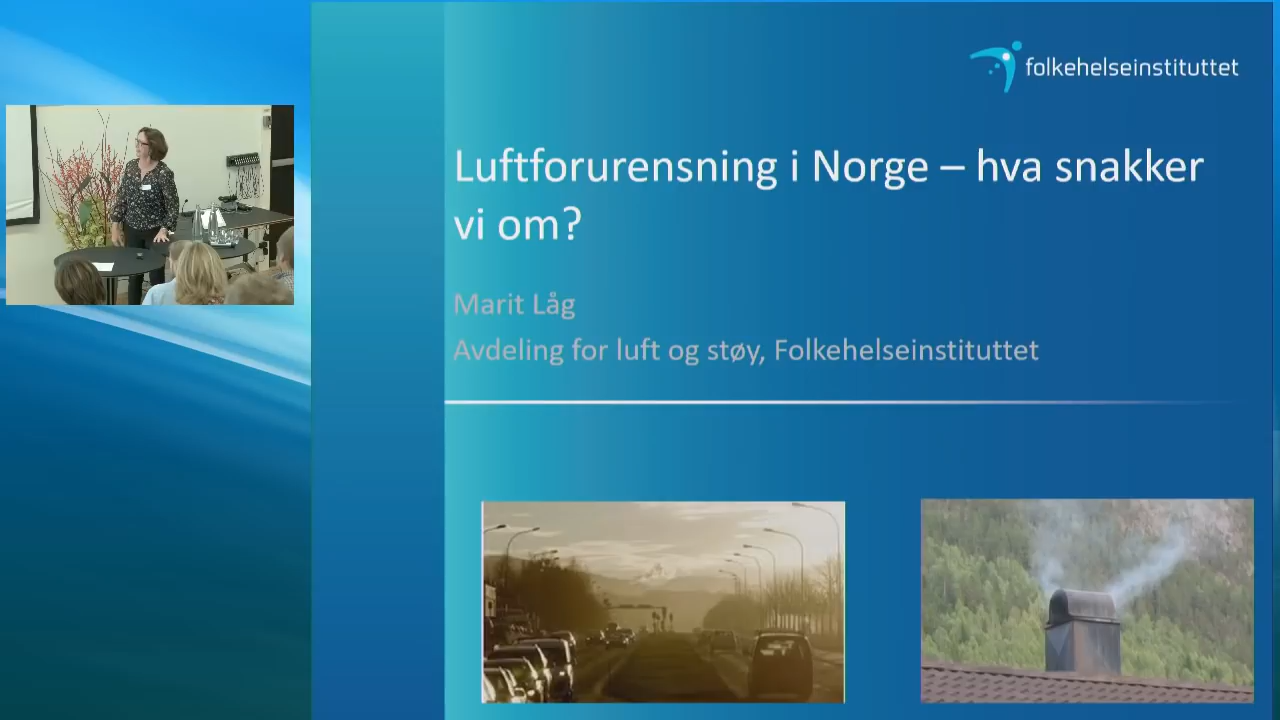 folkehelseinstituttet
Luftforurensning i Norge – hva snakker
vi om?
Marit Låg
Avdeling for luft og støy, Folkehelseinstituttet